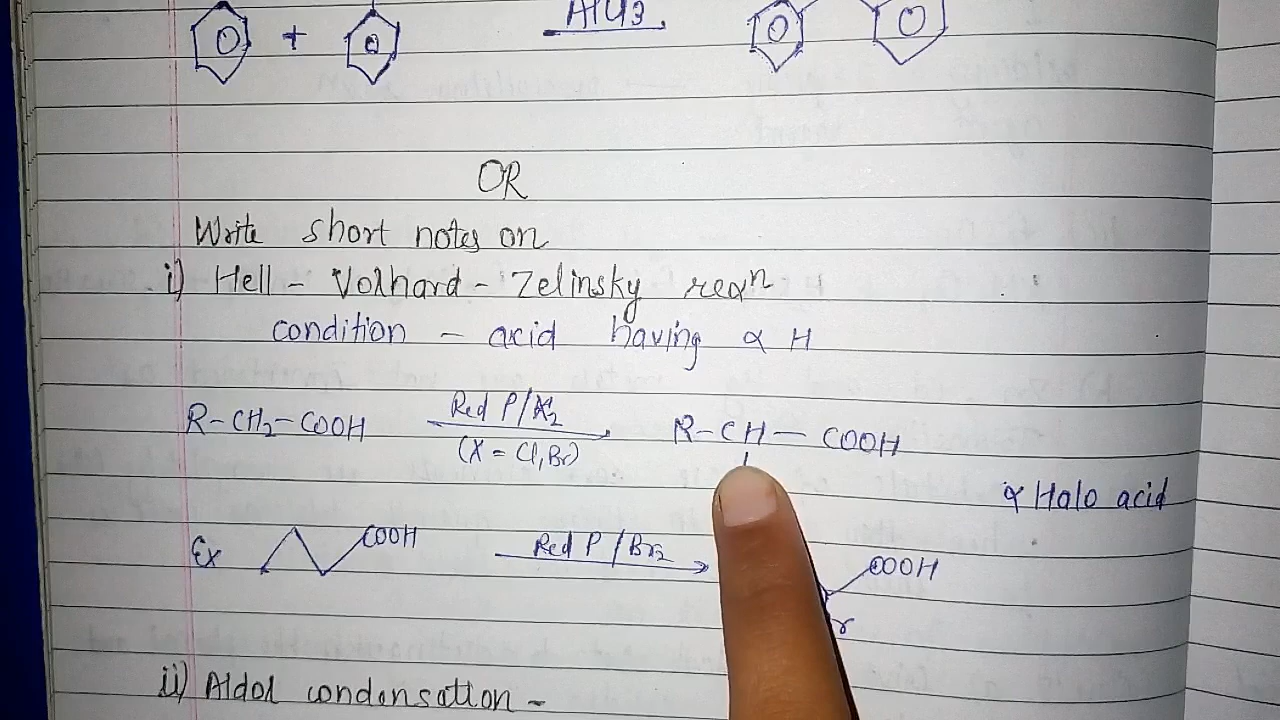 + AlCl3
OR
Write short notes on
i) Hell - Volhard - Zelinsky reaxⁿ
condition - acid having α H
R-CH₂-COOH Red P/X₂ (X = Cl, Br) R-CH-COOH
α Halo acid
Ex COOH Red P/Br₂ COOH
ii) Aldol condensation -